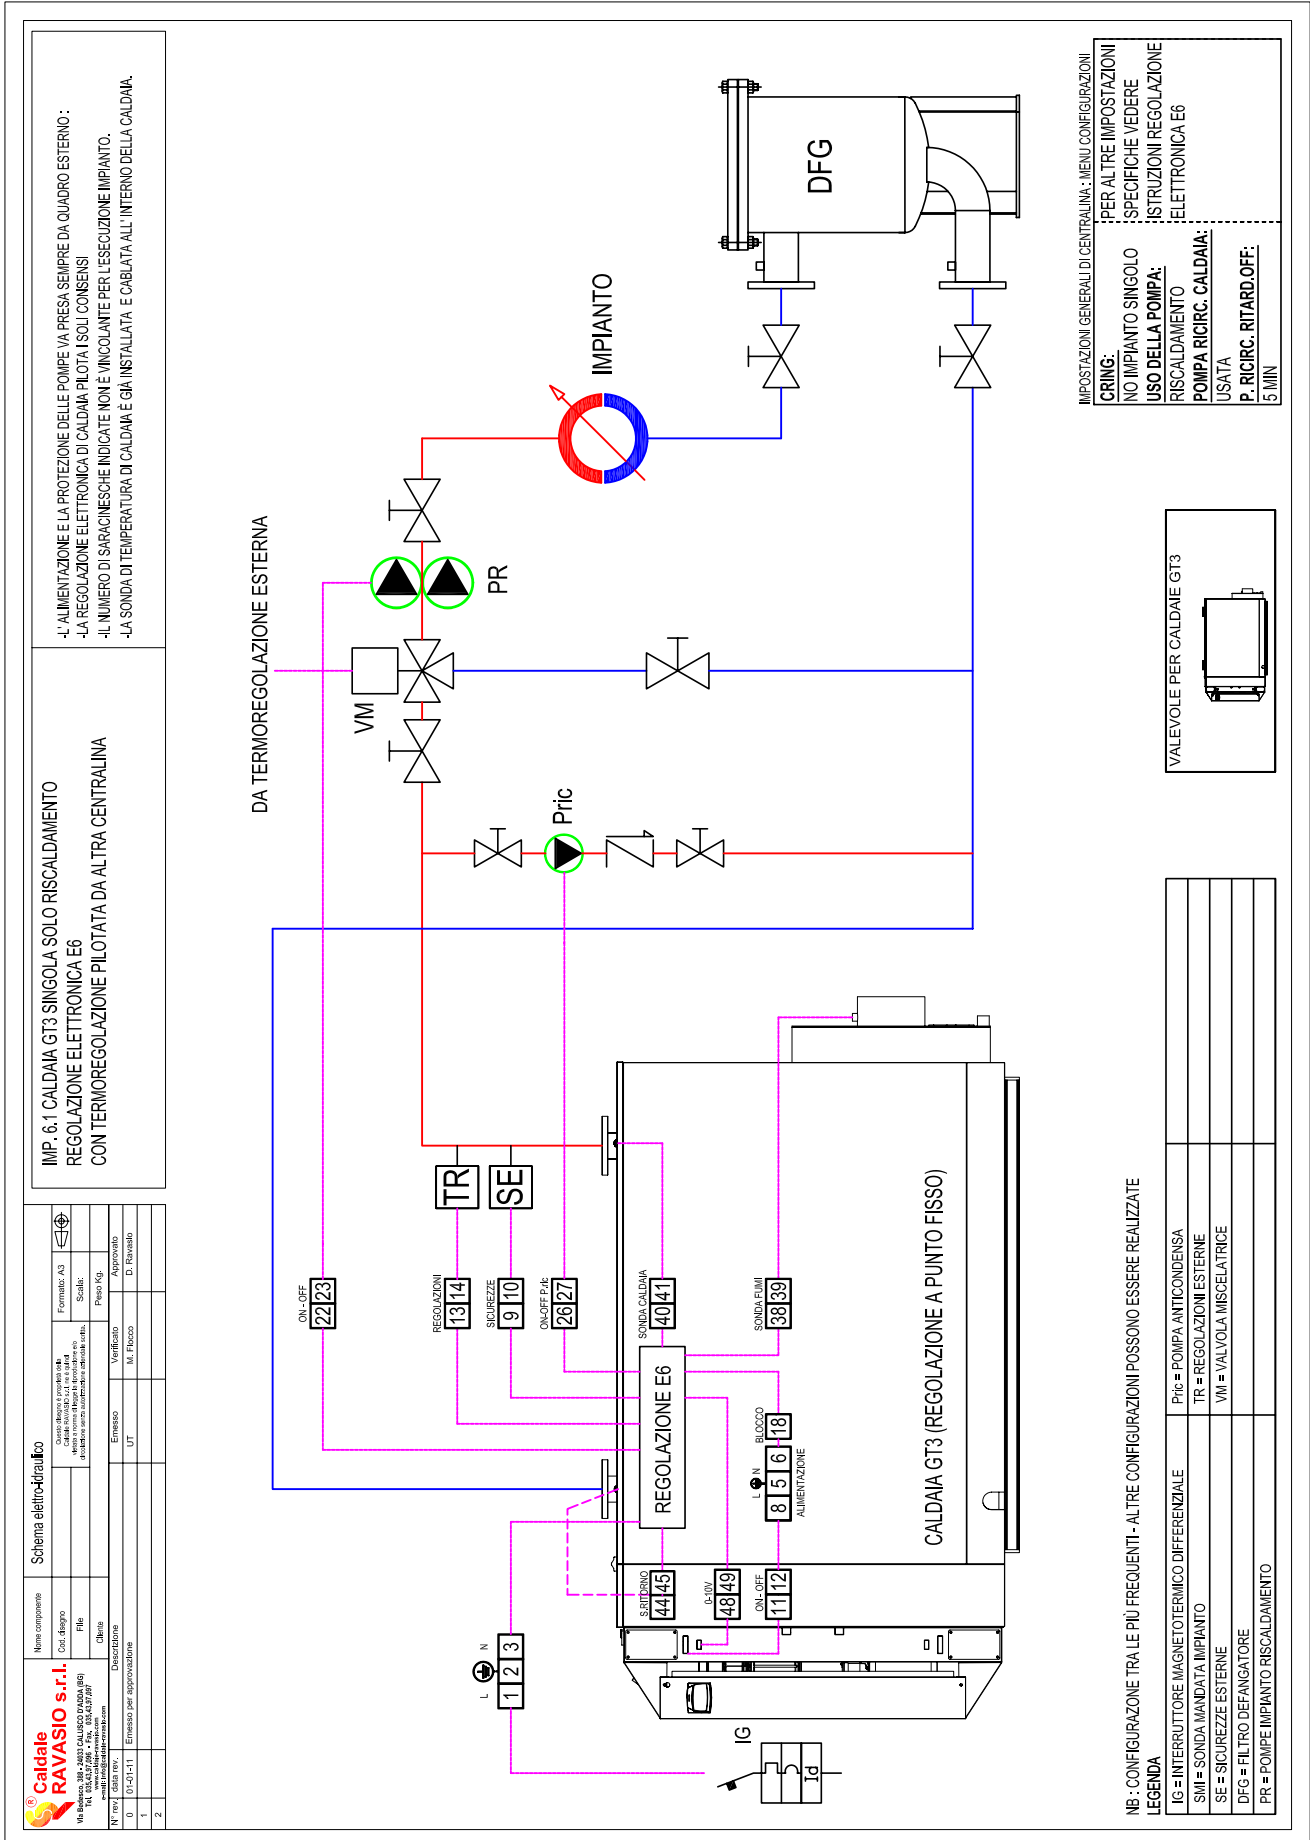 Caldaie
RAVASIO s.r.l.
Via Bedesco, 388 - 24033 CALUSCO D'ADDA (BG)
Nome componente
Schema elettro-idraulico
Cod. disegno
File
Cliente
Formato: A3
Scala:
Peso Kg.
N° rev.
data rev.
Descrizione
Emesso
Verificato
Approvato
0
01-01-11
Emesso per approvazione
UT
M. Fiocco
D. Ravasio
1
2
IMP. 6.1 CALDAIA GT3 SINGOLA SOLO RISCALDAMENTO
REGOLAZIONE ELETTRONICA E6
CON TERMOREGOLAZIONE PILOTATA DA ALTRA CENTRALINA
-L' ALIMENTAZIONE E LA PROTEZIONE DELLE POMPE VA PRESA SEMPRE DA QUADRO ESTERNO :
-LA REGOLAZIONE ELETTRONICA DI CALDAIA PILOTA I SOLI CONSENSI
-IL NUMERO DI SARACINESCHE INDICATE NON È VINCOLANTE PER L'ESECUZIONE IMPIANTO.
-LA SONDA DI TEMPERATURA DI CALDAIA È GIÀ INSTALLATA E CABLATA ALL' INTERNO DELLA CALDAIA.
DA TERMOREGOLAZIONE ESTERNA
VM
PR
IMPIANTO
DFG
Pric
ON - OFF
22 23
REGOLAZIONI
13 14
TR
SICUREZZE
9 10
SE
ON-OFF P.ric
26 27
SONDA CALDAIA
40 41
SONDA FUMI
38 39
REGOLAZIONE E6
BLOCCO
18
L N
8 5 6
ALIMENTAZIONE
S.RITORNO
44 45
0-10V
48 49
ON - OFF
11 12
L N
1 2 3
IG
Id
CALDAIA GT3 (REGOLAZIONE A PUNTO FISSO)
IMPOSTAZIONI GENERALI DI CENTRALINA : MENU CONFIGURAZIONI
CRING:
NO IMPIANTO SINGOLO
USO DELLA POMPA:
RISCALDAMENTO
POMPA RICIRC. CALDAIA:
USATA
P. RICIRC. RITARD.OFF:
5 MIN
PER ALTRE IMPOSTAZIONI
SPECIFICHE VEDERE
ISTRUZIONI REGOLAZIONE
ELETTRONICA E6
VALEVOLE PER CALDAIE GT3
NB : CONFIGURAZIONE TRA LE PIÙ FREQUENTI - ALTRE CONFIGURAZIONI POSSONO ESSERE REALIZZATE
LEGENDA
IG = INTERRUTTORE MAGNETOTERMICO DIFFERENZIALE
SMI = SONDA MANDATA IMPIANTO
SE = SICUREZZE ESTERNE
DFG = FILTRO DEFANGATORE
PR = POMPE IMPIANTO RISCALDAMENTO
Pric = POMPA ANTICONDENSA
TR = REGOLAZIONI ESTERNE
VM = VALVOLA MISCELATRICE